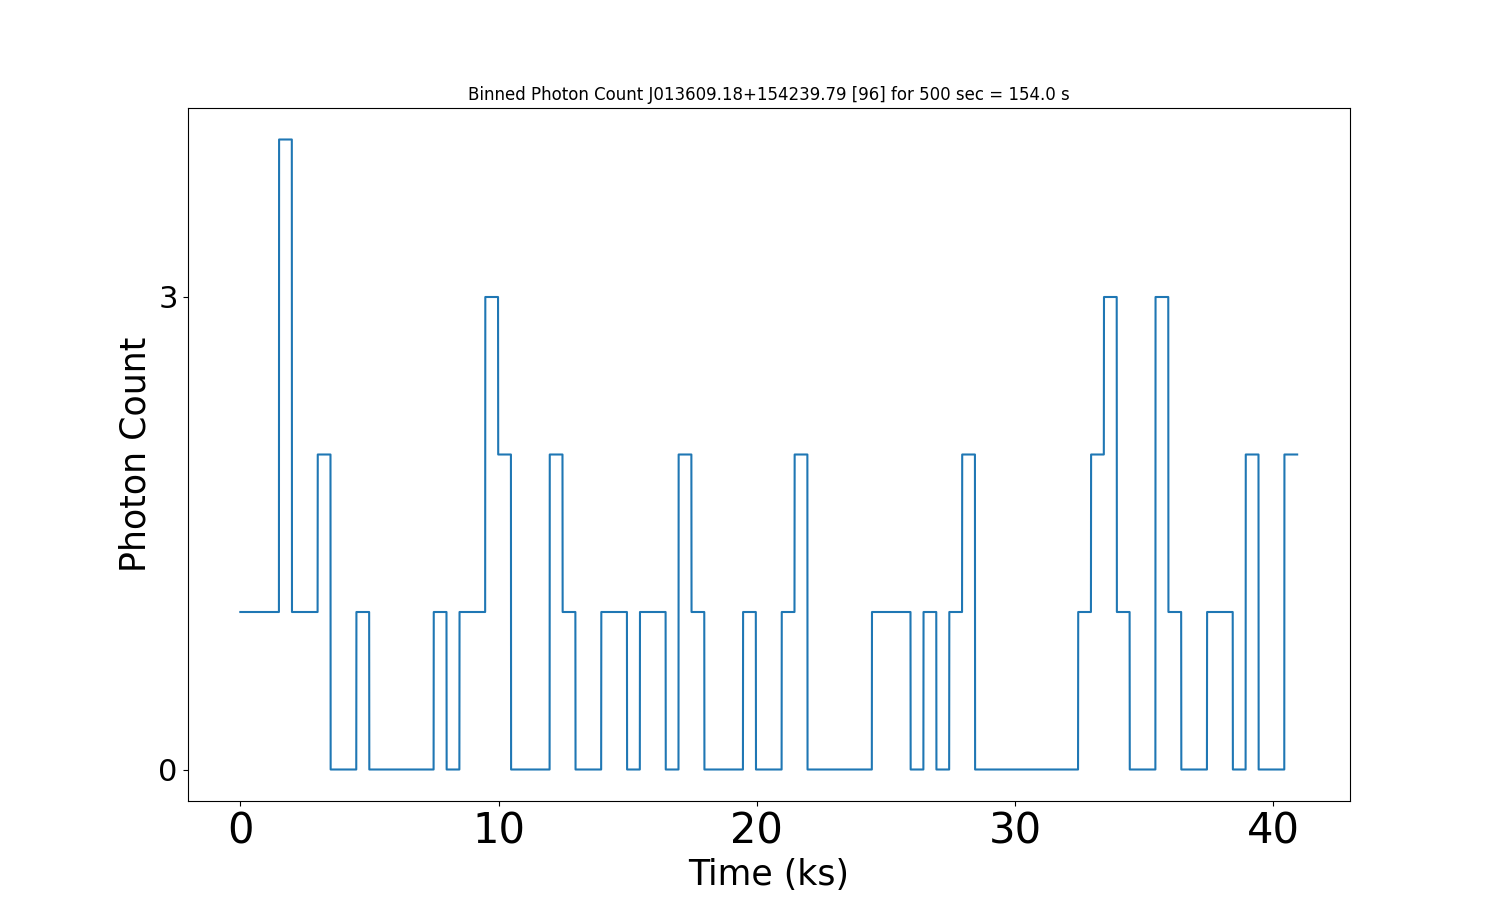 Binned Photon Count J013609.18+154239.79 [96] for 500 sec = 154.0 s
3
0
Photon Count
0 10 20 30 40
Time (ks)